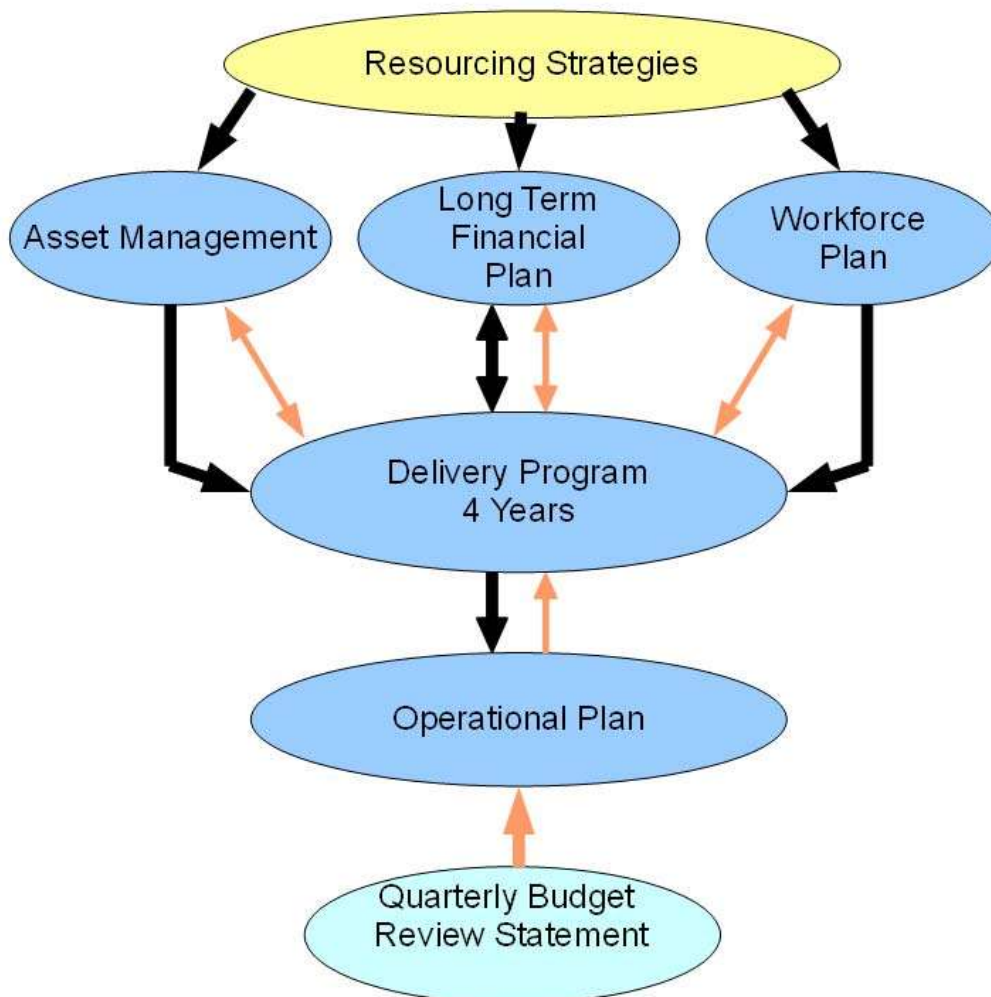 Resourcing Strategies
Asset Management
Long Term
Financial
Plan
Workforce
Plan
Delivery Program
4 Years
Operational Plan
Quarterly Budget
Review Statement